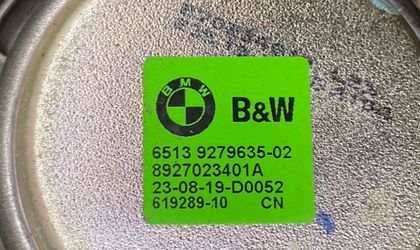 BMW B&W
6513 9279635-02
8927023401A
23-08-19-D0052
619289-10 CN